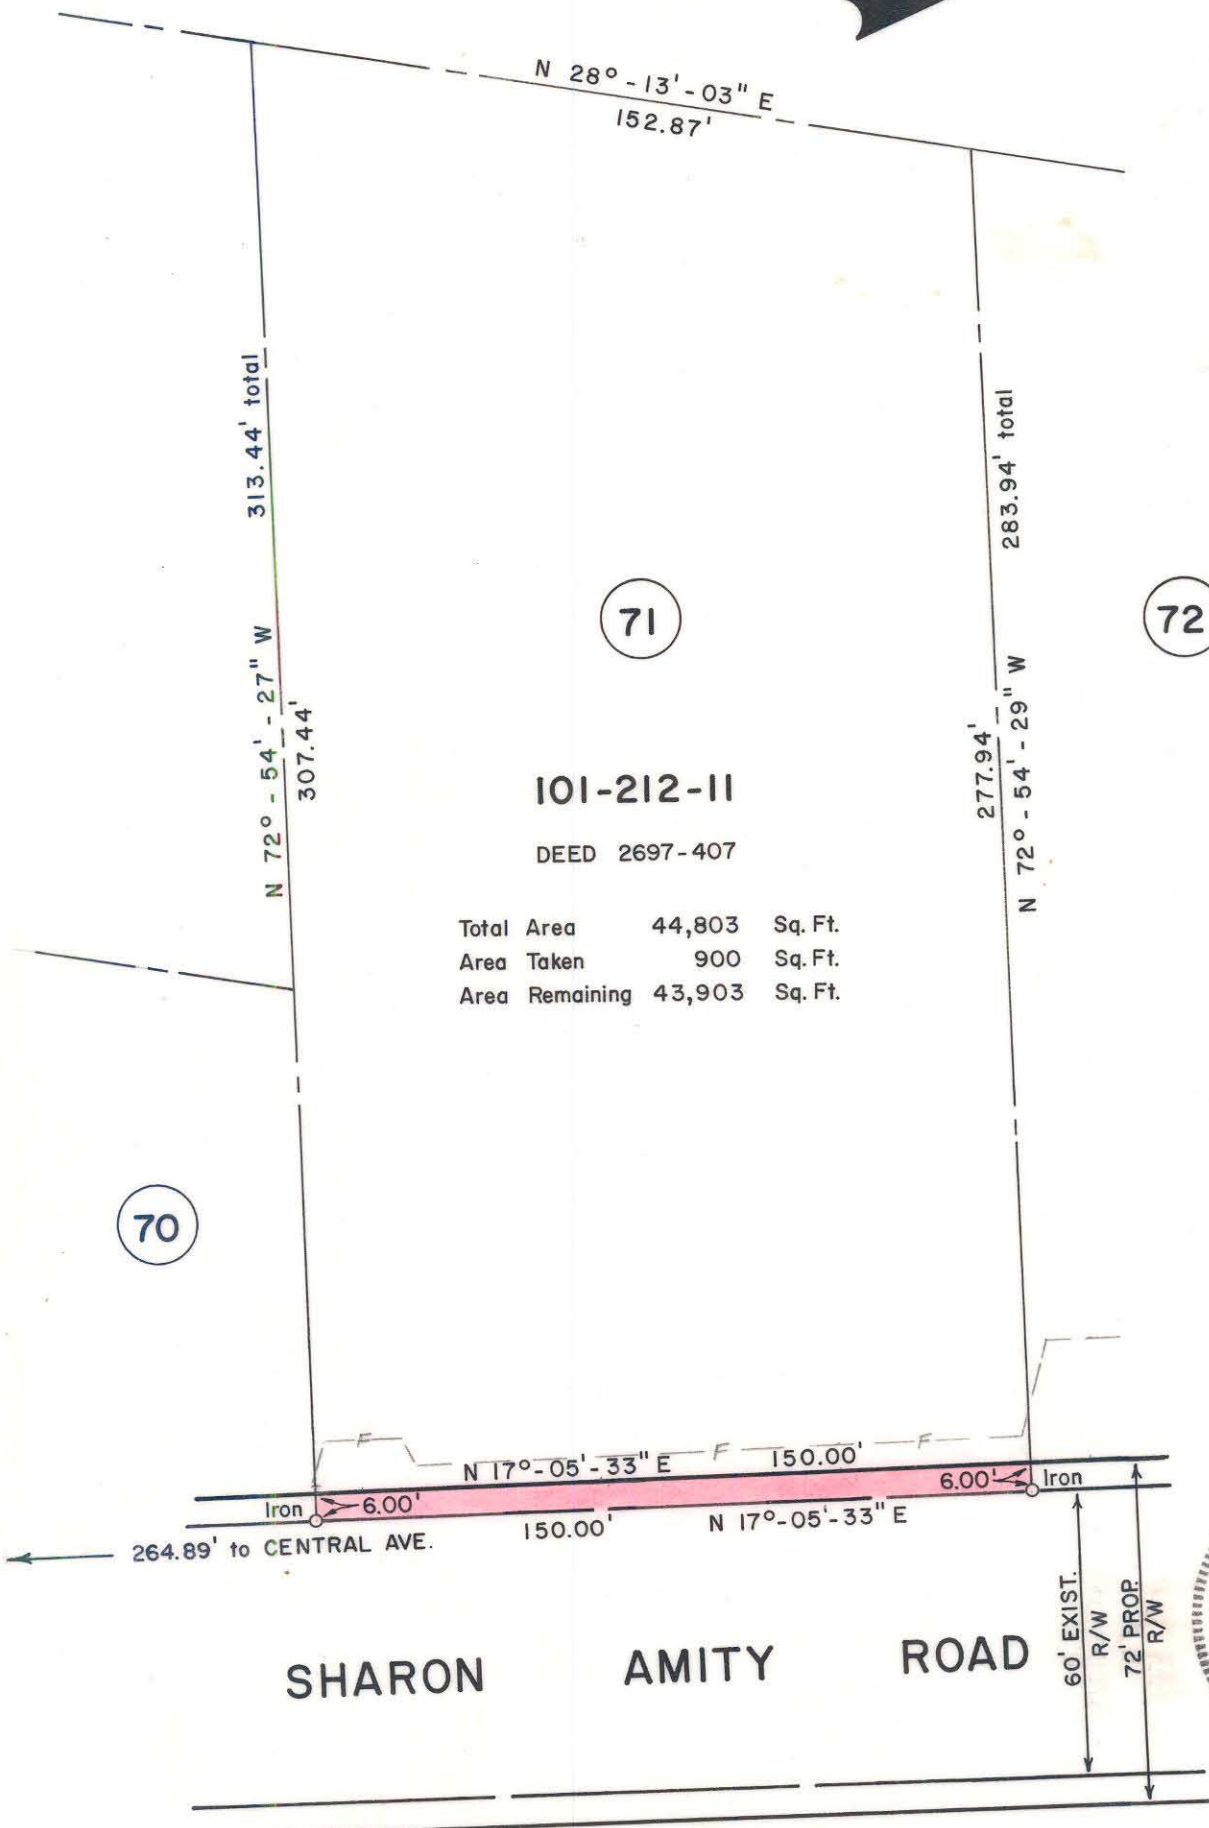 N 28° - 13' - 03" E
152.87'
313.44' total
N 72° - 54' - 27" W
307.44'
283.94' total
277.94'
N 72° - 54' - 29" W
71
72
101-212-11
DEED 2697-407
Total Area 44,803 Sq. Ft.
Area Taken 900 Sq. Ft.
Area Remaining 43,903 Sq. Ft.
70
F F F
N 17°-05'-33" E 150.00'
Iron 6.00' 6.00' Iron
150.00' N 17°-05'-33" E
264.89' to CENTRAL AVE.
60' EXIST.
R/W
72' PROP.
R/W
SHARON AMITY ROAD